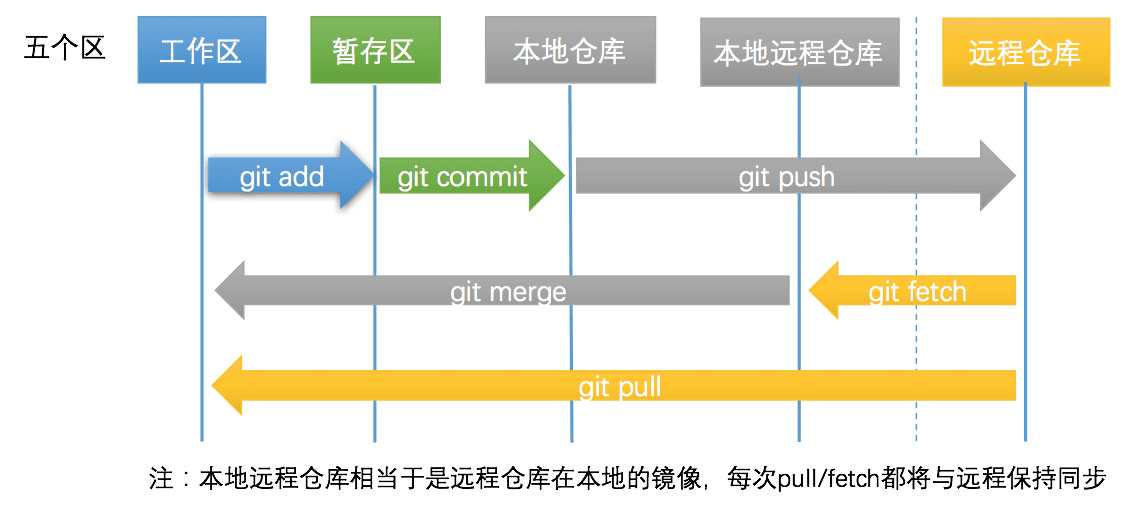 五个区 工作区 暂存区 本地仓库 本地远程仓库 远程仓库
git add git commit git push
git merge git fetch
git pull
注：本地远程仓库相当于是远程仓库在本地的镜像，每次pull/fetch都将与远程保持同步